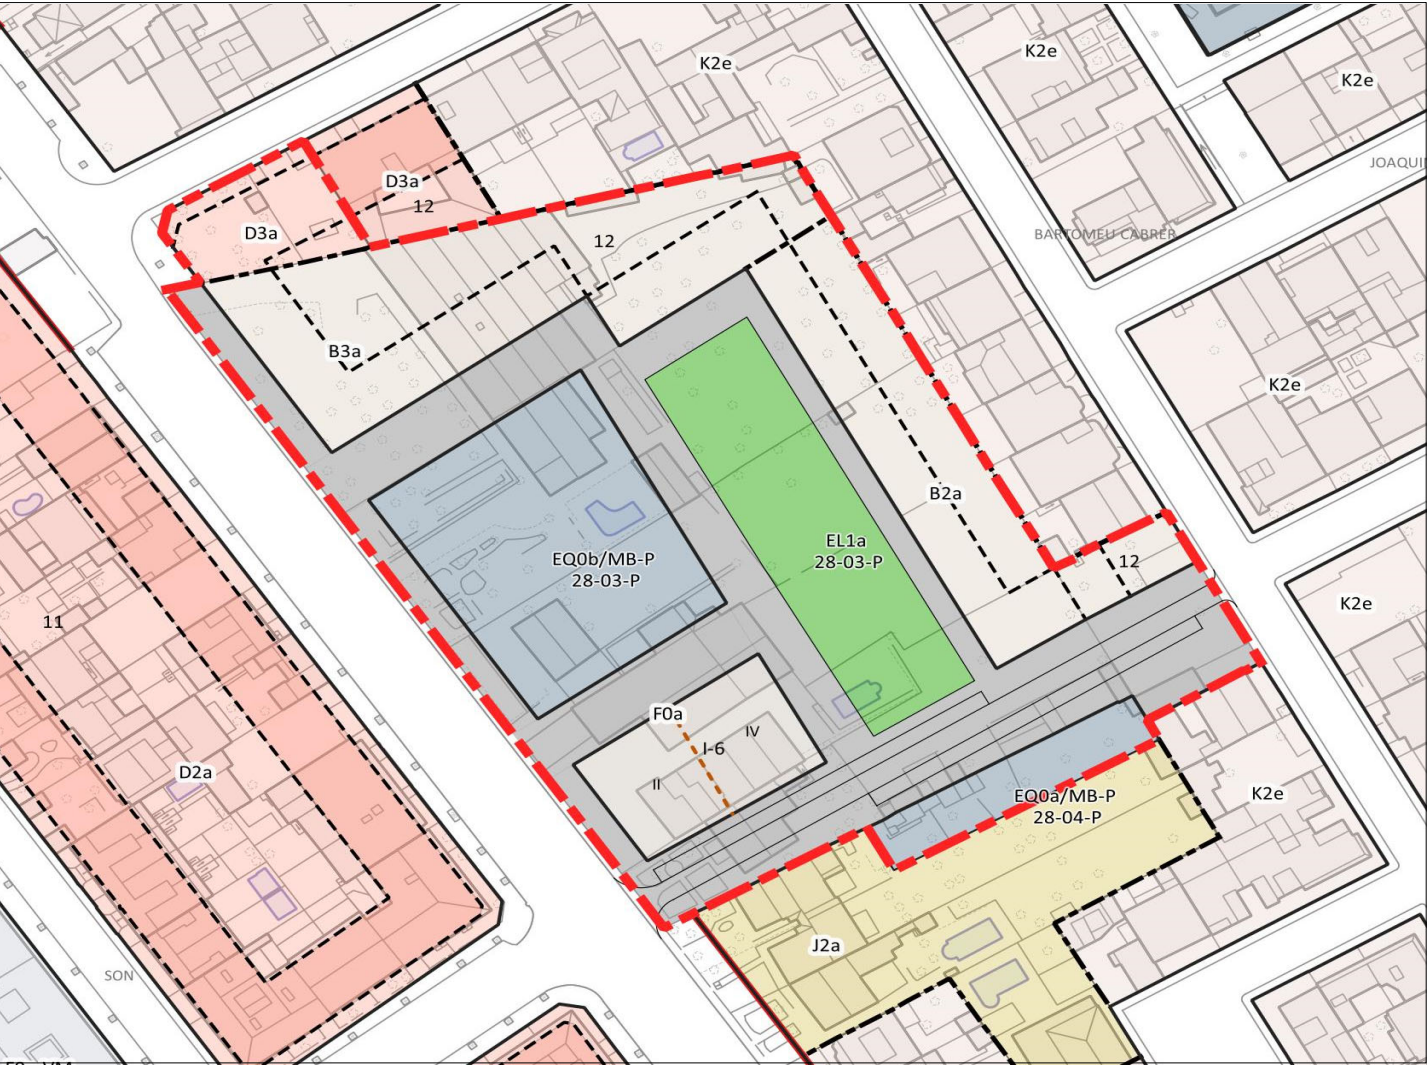 K2e
K2e
K2e
JOAQUI
D3a
12
D3a
BARTOMEU CABRER
12
B3a
K2e
B2a
EL1a
28-03-P
EQ0b/MB-P
28-03-P
12
K2e
11
F0a
IV
I-6
II
D2a
EQ0a/MB-P
28-04-P
K2e
J2a
SON